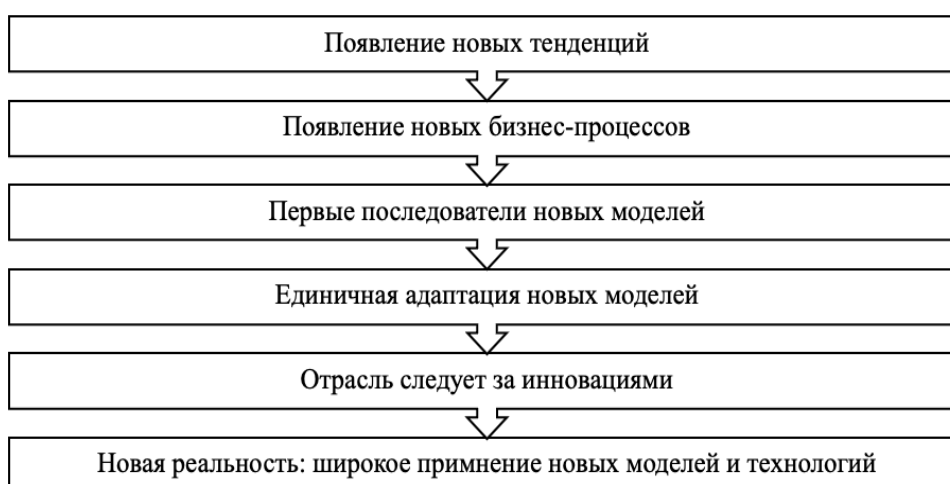 Появление новых тенденций
Появление новых бизнес-процессов
Первые последователи новых моделей
Единичная адаптация новых моделей
Отрасль следует за инновациями
Новая реальность: широкое примнение новых моделей и технологий